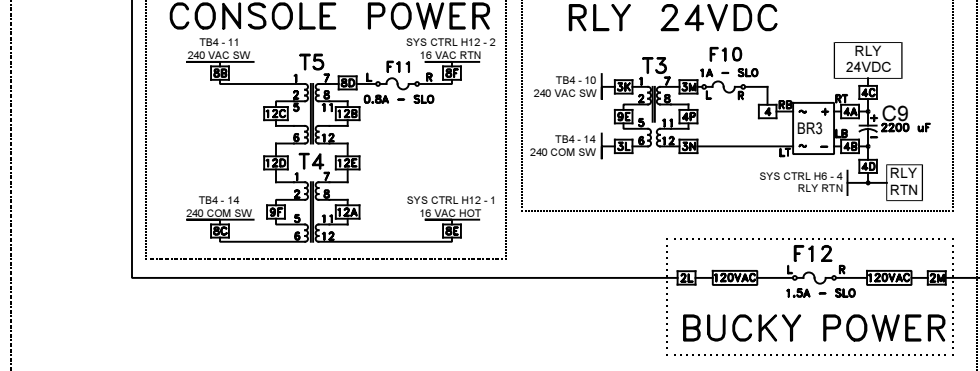 CONSOLE POWER
TB4 - 11
240 VAC SW
8B
T5
1
7
2
8
5
11
6
12
12C
12B
8D
L
F11
R
0.8A - SLO
SYS CTRL H12 - 2
16 VAC RTN
8F
12D
12E
T4
1
7
2
8
5
11
6
12
9F
12A
TB4 - 14
240 COM SW
8C
SYS CTRL H12 - 1
16 VAC HOT
8E
RLY 24VDC
TB4 - 10
240 VAC SW
3K
T3
1
7
2
8
5
11
6
12
9E
4P
3M
F10
1A - SLO
L
R
TB4 - 14
240 COM SW
3L
3N
4
RB
RT
~ +
BR3
~ -
LT
LB
4A
4B
RLY
24VDC
4C
+
C9
2200 uF
-
4D
SYS CTRL H6 - 4
RLY RTN
RLY
RTN
2L
120VAC
L
F12
R
1.5A - SLO
120VAC
2M
BUCKY POWER